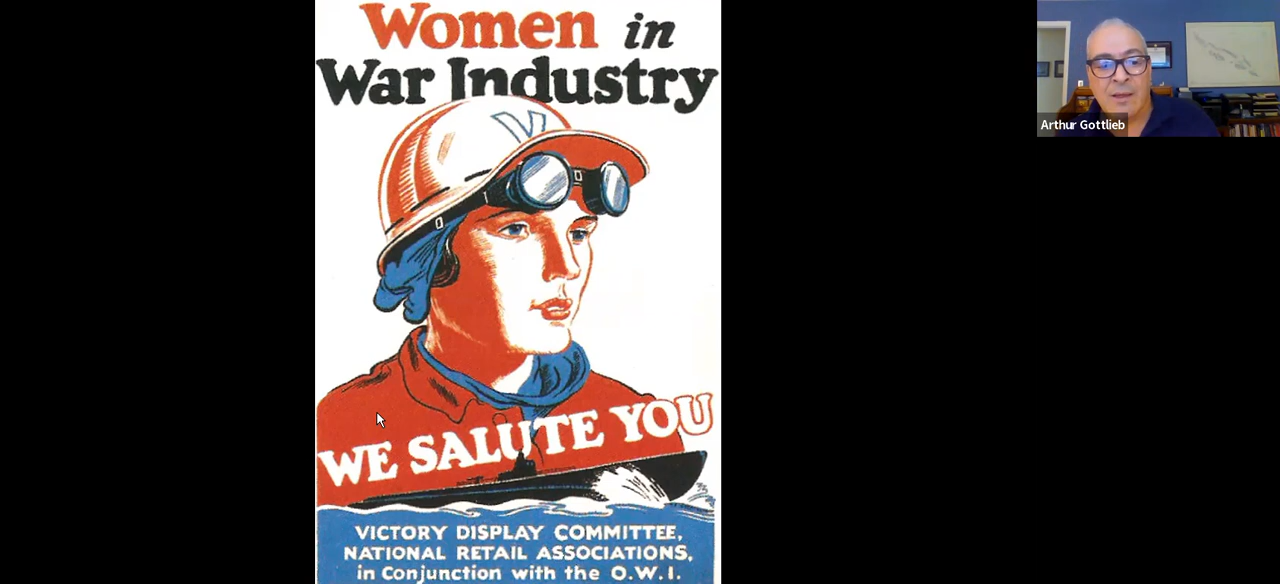 Women in
War Industry
V
WE SALUTE YOU
VICTORY DISPLAY COMMITTEE,
NATIONAL RETAIL ASSOCIATIONS,
in Conjunction with the O.W.I.
Arthur Gottlieb